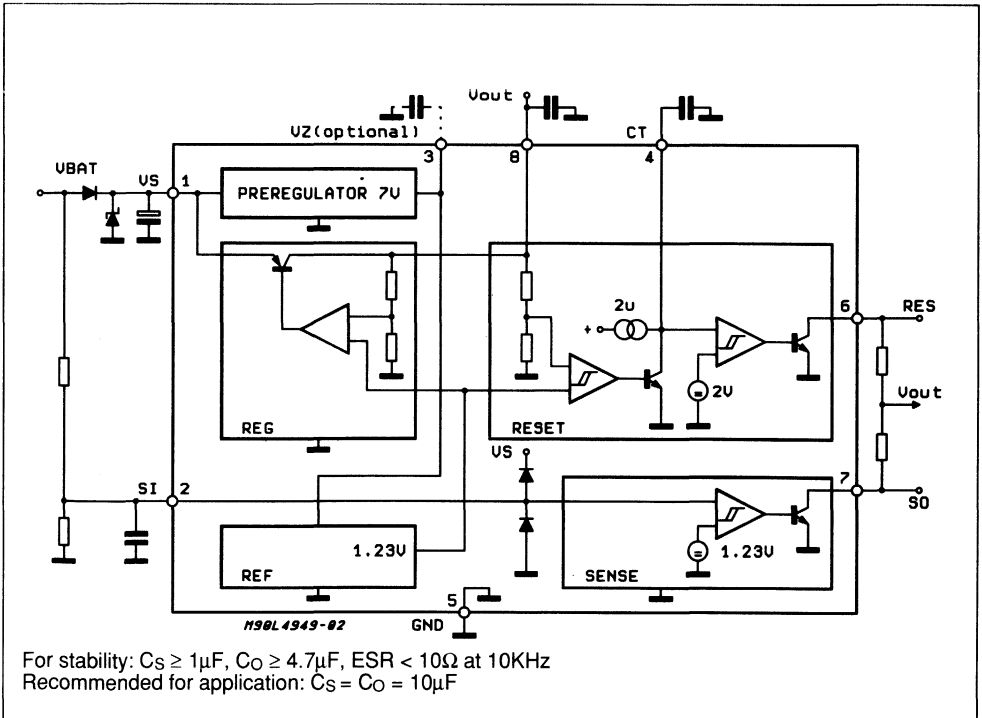 Vout
VZ(optional)
CT
3
8
4
VBAT
VS
1
PREREGULATOR 7V
6
RES
2u
+
2V
Vout
REG
RESET
VS
SI
2
7
SO
1.23V
1.23V
REF
SENSE
5
M90L4949-02
GND
For stability: CS ≥ 1μF, CO ≥ 4.7μF, ESR < 10Ω at 10KHz
Recommended for application: CS = CO = 10μF